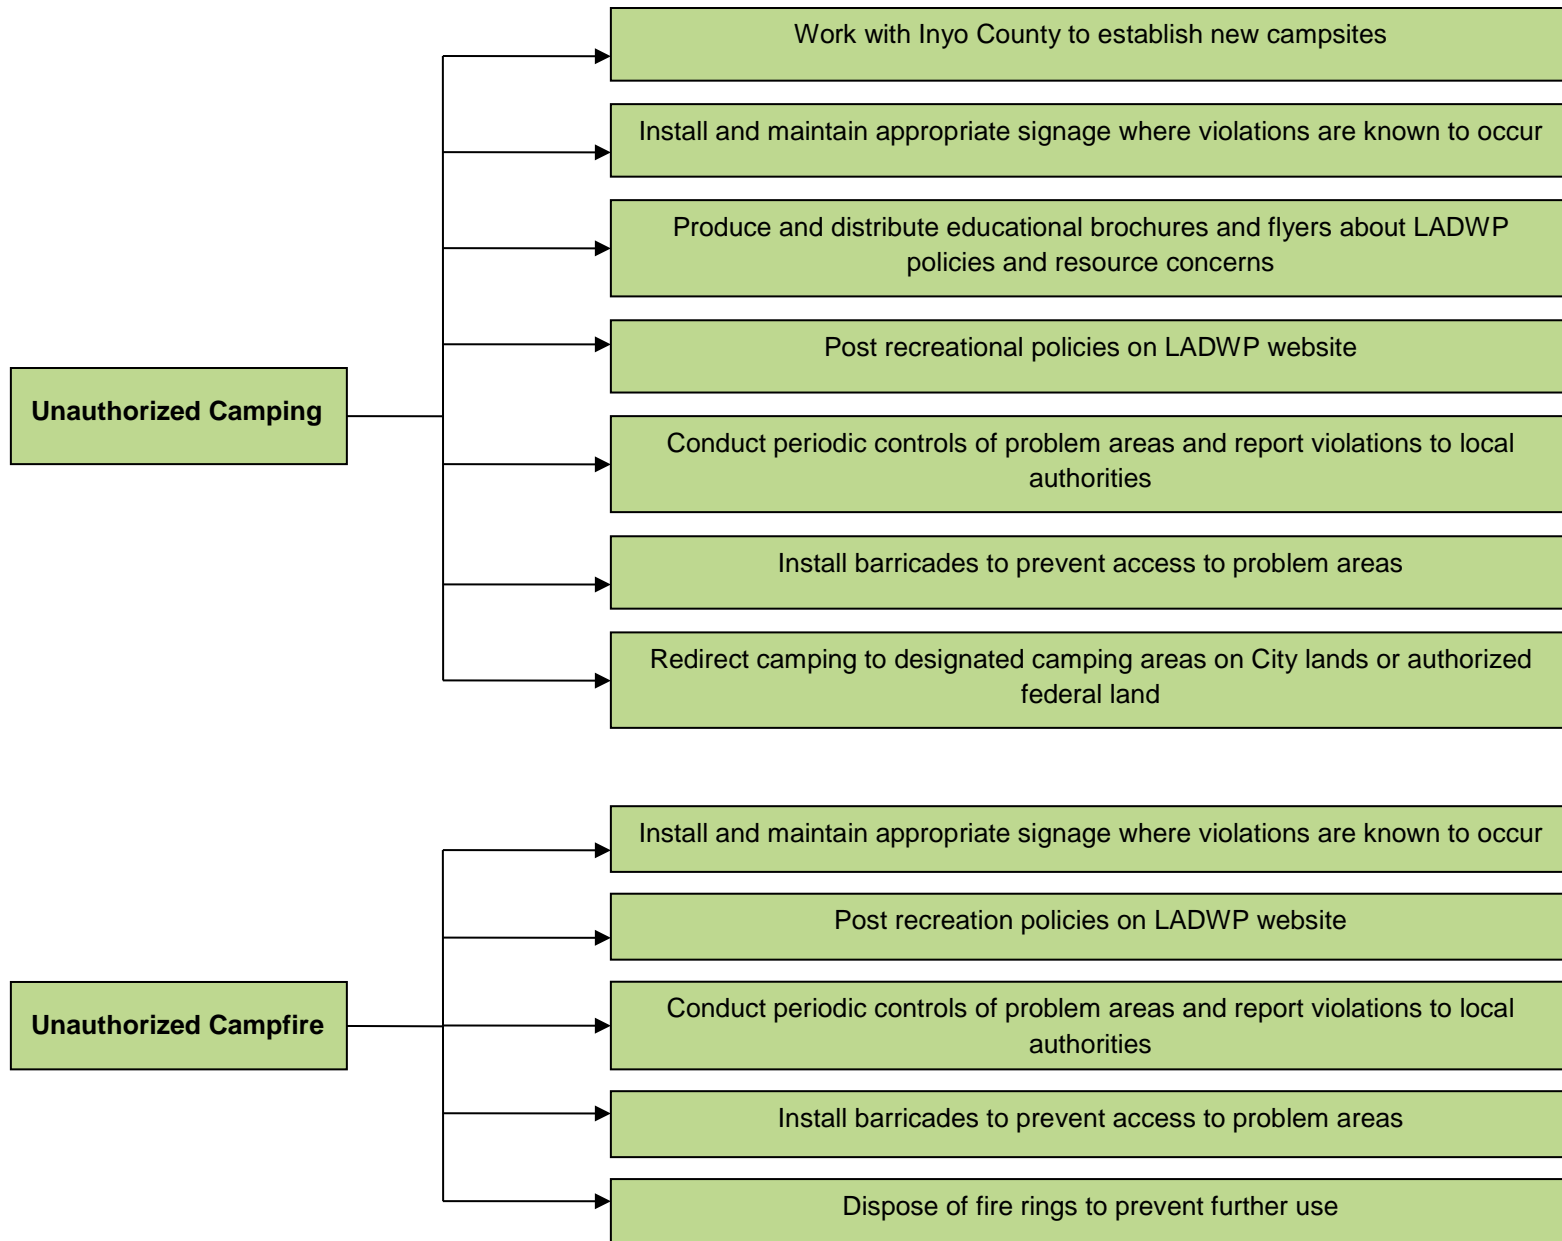 Work with Inyo County to establish new campsites
Install and maintain appropriate signage where violations are known to occur
Produce and distribute educational brochures and flyers about LADWP
policies and resource concerns
Post recreational policies on LADWP website
Unauthorized Camping
Conduct periodic controls of problem areas and report violations to local
authorities
Install barricades to prevent access to problem areas
Redirect camping to designated camping areas on City lands or authorized
federal land
Install and maintain appropriate signage where violations are known to occur
Post recreation policies on LADWP website
Unauthorized Campfire
Conduct periodic controls of problem areas and report violations to local
authorities
Install barricades to prevent access to problem areas
Dispose of fire rings to prevent further use